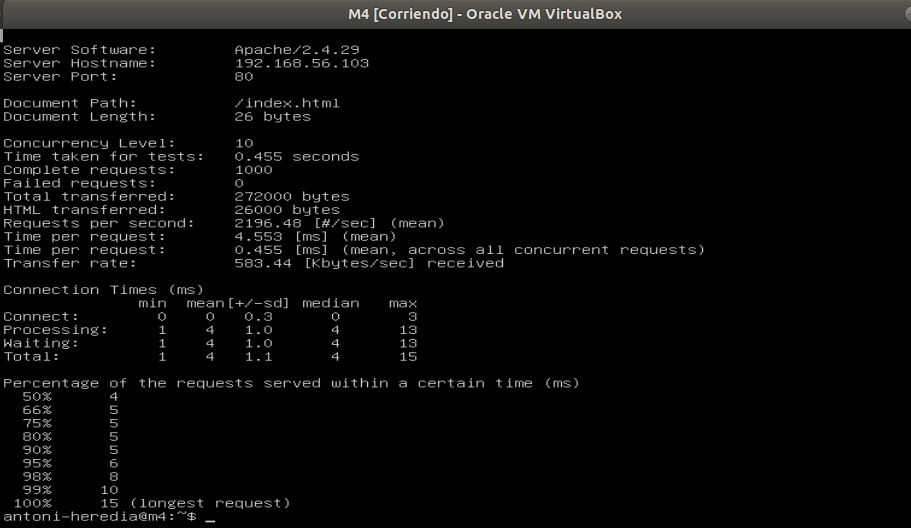 M4 [Corriendo] - Oracle VM VirtualBox
Server Software:        Apache/2.4.29
Server Hostname:        192.168.56.103
Server Port:            80
Document Path:          /index.html
Document Length:        26 bytes
Concurrency Level:      10
Time taken for tests:   0.455 seconds
Complete requests:      1000
Failed requests:        0
Total transferred:      272000 bytes
HTML transferred:       26000 bytes
Requests per second:    2196.48 [#/sec] (mean)
Time per request:       4.553 [ms] (mean)
Time per request:       0.455 [ms] (mean, across all concurrent requests)
Transfer rate:          583.44 [Kbytes/sec] received
Connection Times (ms)
              min  mean[+/-sd] median   max
Connect:        0    0   0.3      0       3
Processing:     1    4   1.0      4      13
Waiting:        1    4   1.0      4      13
Total:          1    4   1.1      4      15
Percentage of the requests served within a certain time (ms)
  50%      4
  66%      5
  75%      5
  80%      5
  90%      5
  95%      6
  98%      8
  99%     10
 100%     15 (longest request)
antoni-heredia@m4:~$ _